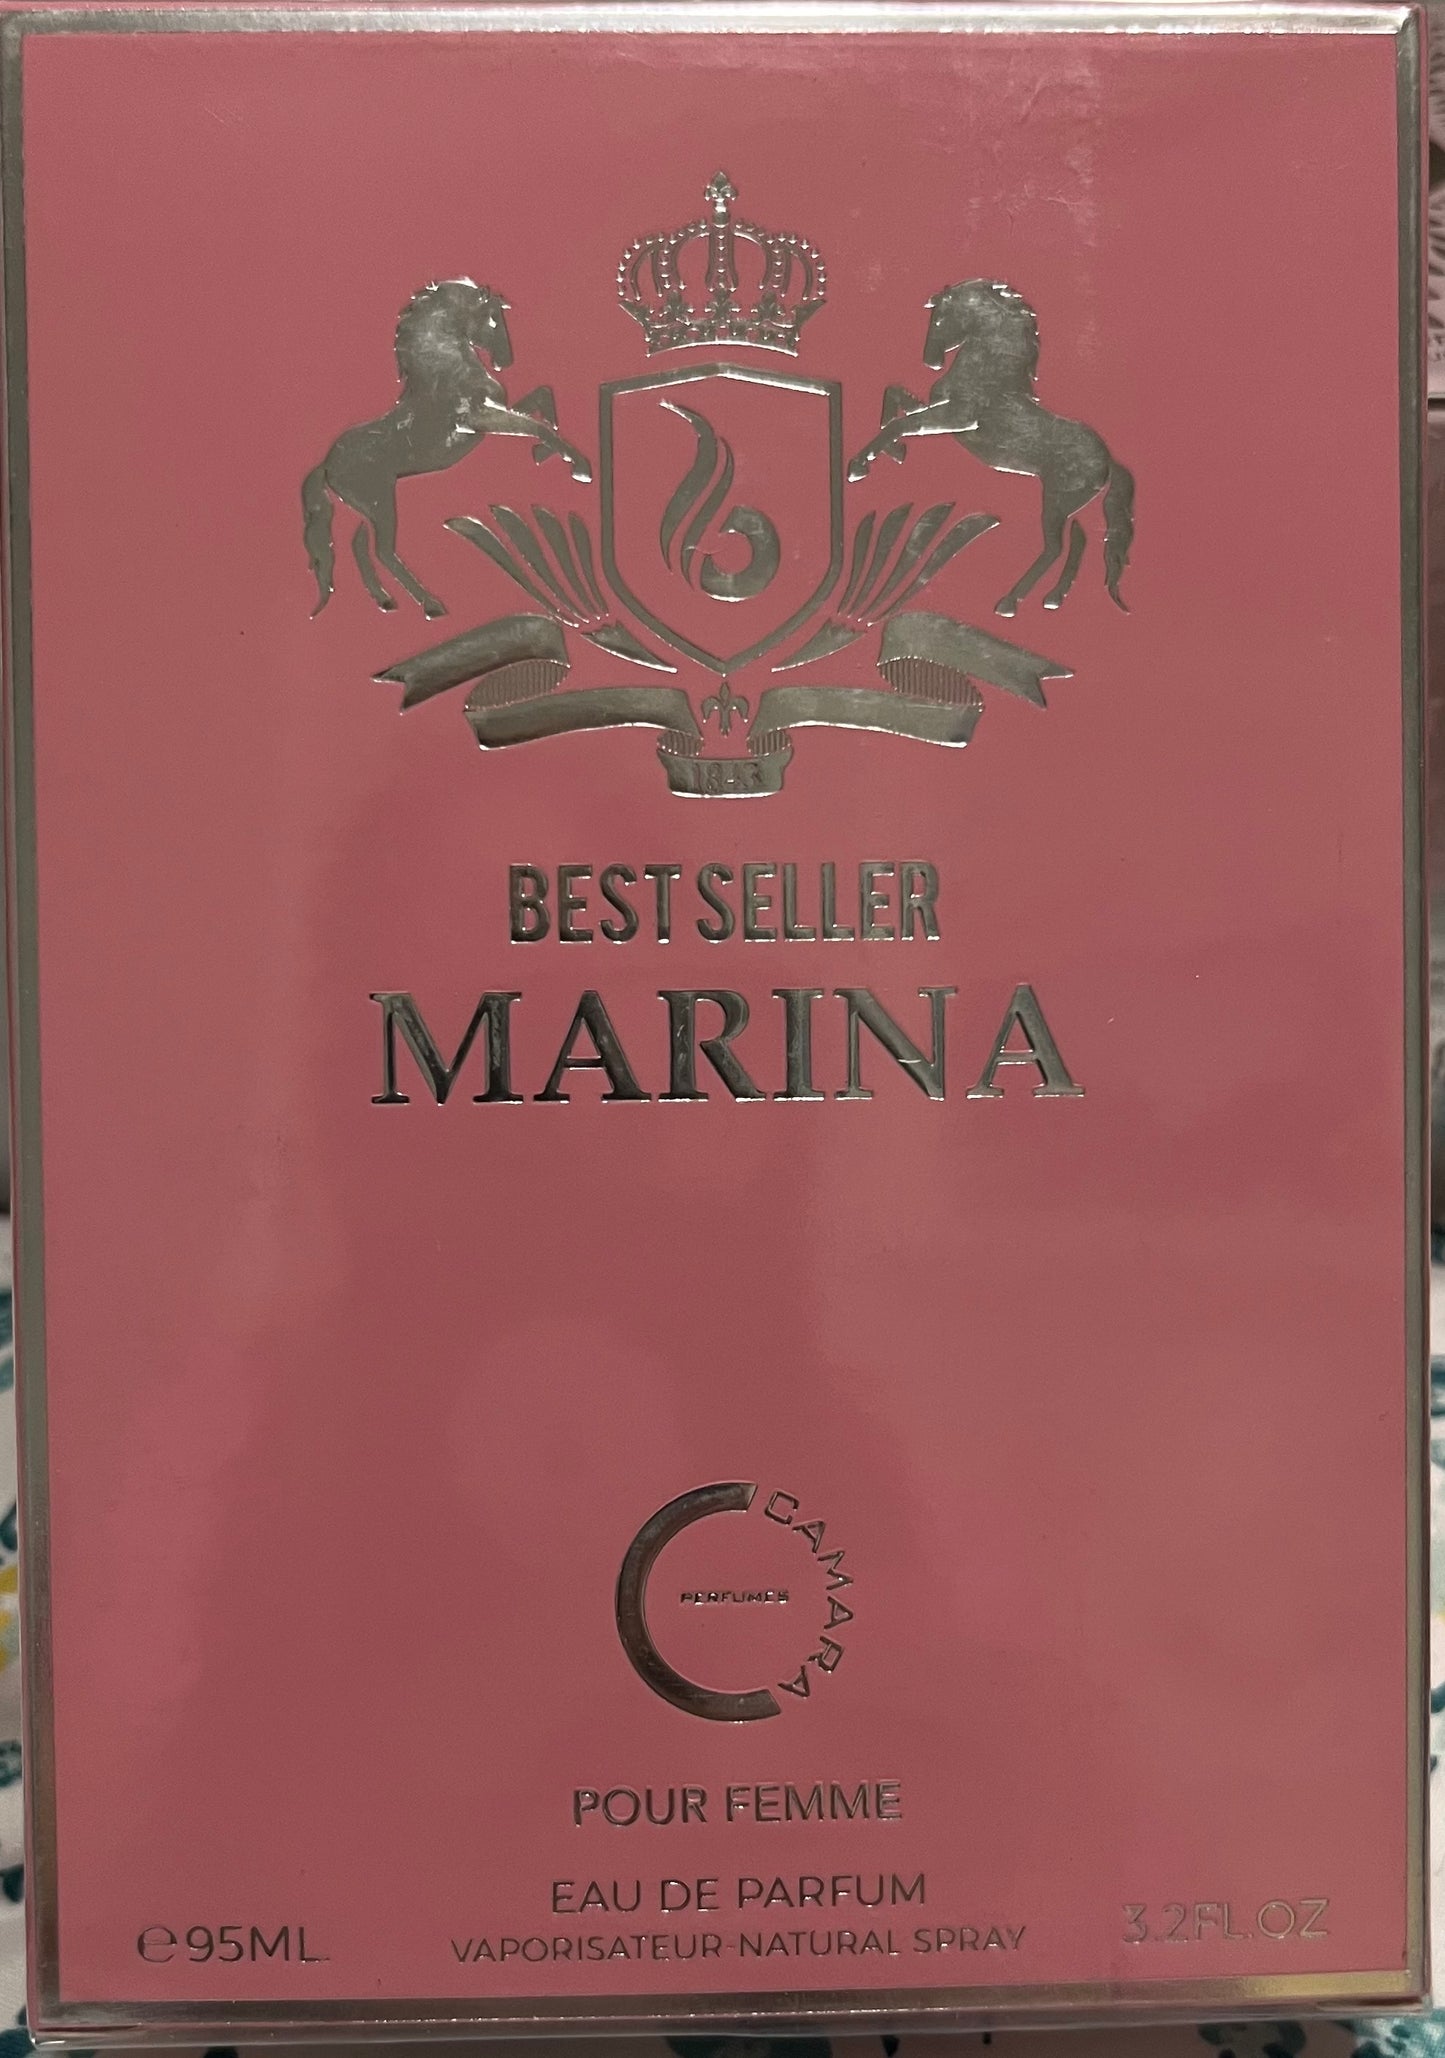 1843
BEST SELLER
MARINA
CAMARA
PERFUMES
POUR FEMME
EAU DE PARFUM
℮95ML.
VAPORISATEUR-NATURAL SPRAY
3.2FL.OZ